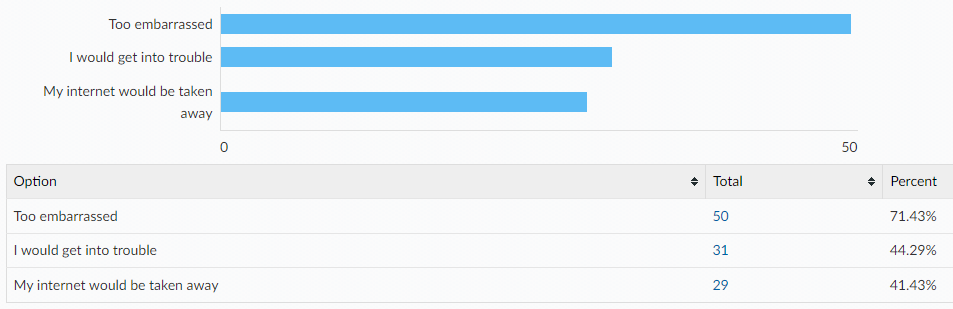 Too embarrassed
I would get into trouble
My internet would be taken
away
0 50
Option Total Percent
Too embarrassed 50 71.43%
I would get into trouble 31 44.29%
My internet would be taken away 29 41.43%